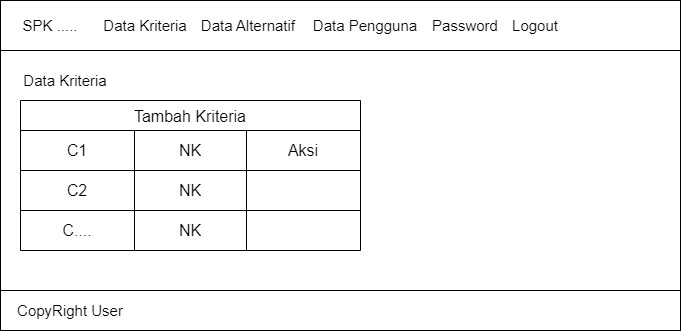 SPK ..... Data Kriteria Data Alternatif Data Pengguna Password Logout
Data Kriteria
Tambah Kriteria
C1 NK Aksi
C2 NK
C.... NK
CopyRight User